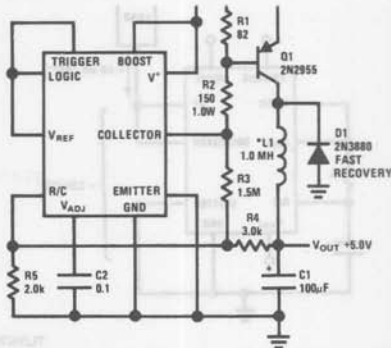 R1
82
TRIGGER
BOOST
LOGIC
V+
Q1
2N2955
R2
150
1.0W
VREF
COLLECTOR
*L1
1.0 MH
D1
2N3880
FAST
RECOVERY
R/C
EMITTER
R3
1.5M
VADJ
GND
R4
3.0k
VOUT +5.0V
R5
2.0k
C2
0.1
+
C1
100µF